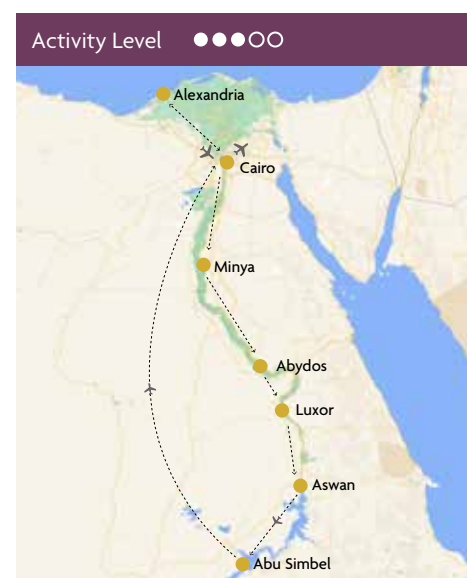 Activity Level
Alexandria
Cairo
Minya
Abydos
Luxor
Aswan
Abu Simbel